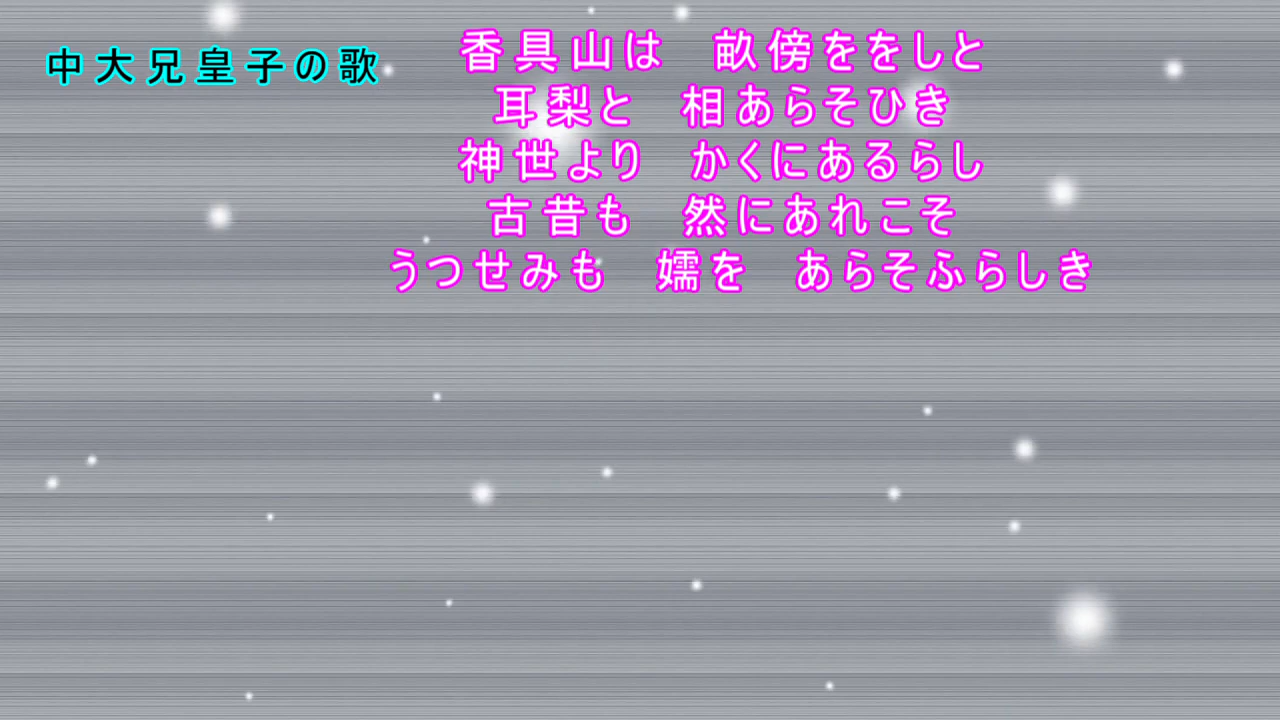 中大兄皇子の歌
香具山は　畝傍ををしと
耳梨と　相あらそひき
神世より　かくにあるらし
古昔も　然にあれこそ
うつせみも　嬬を　あらそふらしき